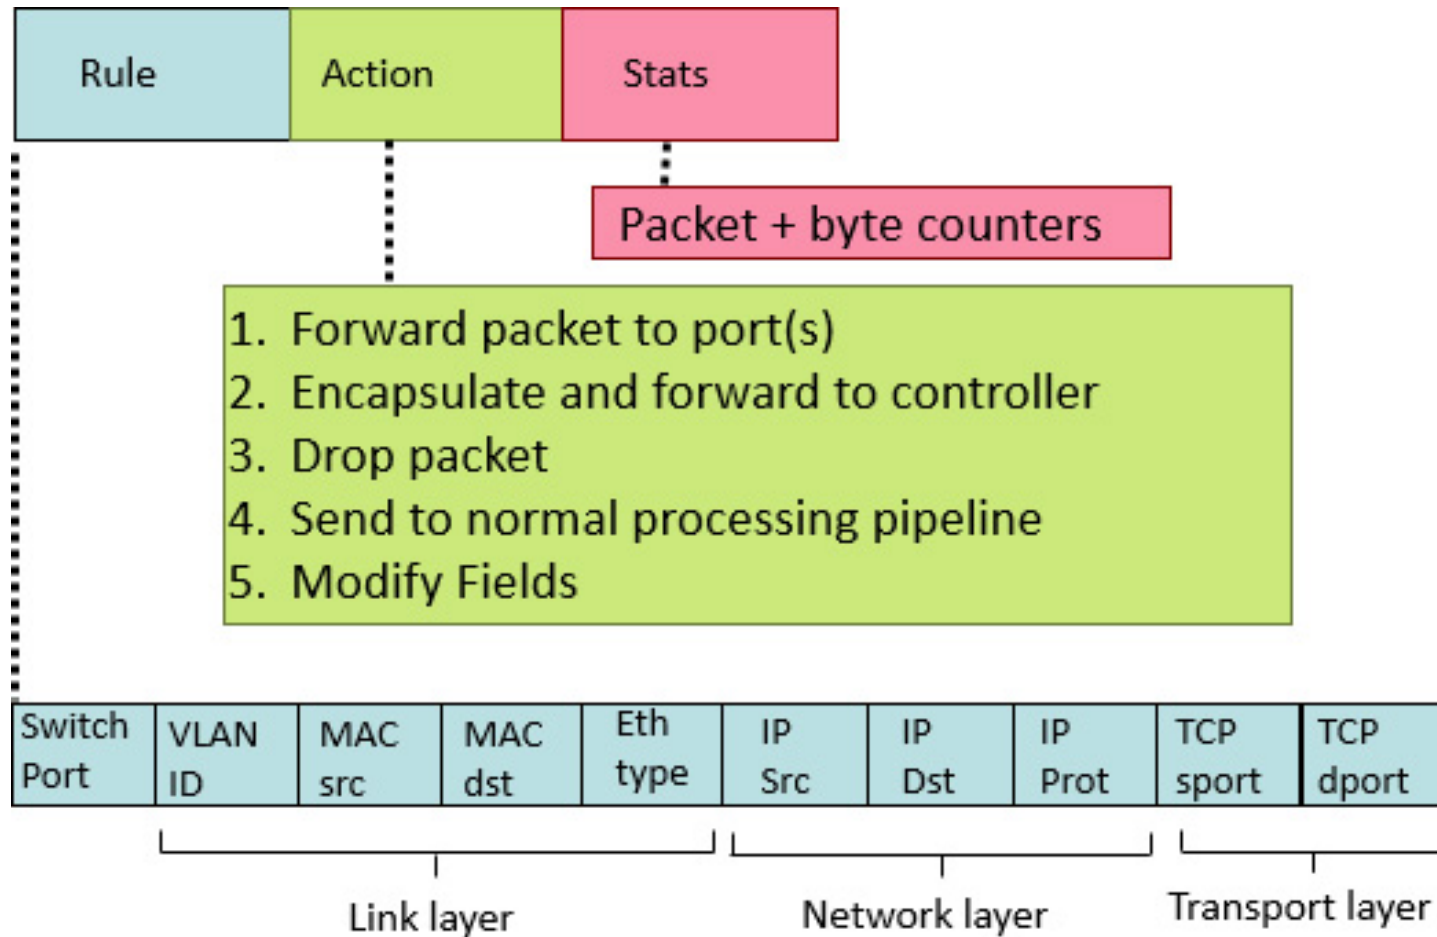 Rule Action Stats
Packet + byte counters
1. Forward packet to port(s)
2. Encapsulate and forward to controller
3. Drop packet
4. Send to normal processing pipeline
5. Modify Fields
Switch Port
VLAN ID
MAC src
MAC dst
Eth type
IP Src
IP Dst
IP Prot
TCP sport
TCP dport
Link layer
Network layer
Transport layer